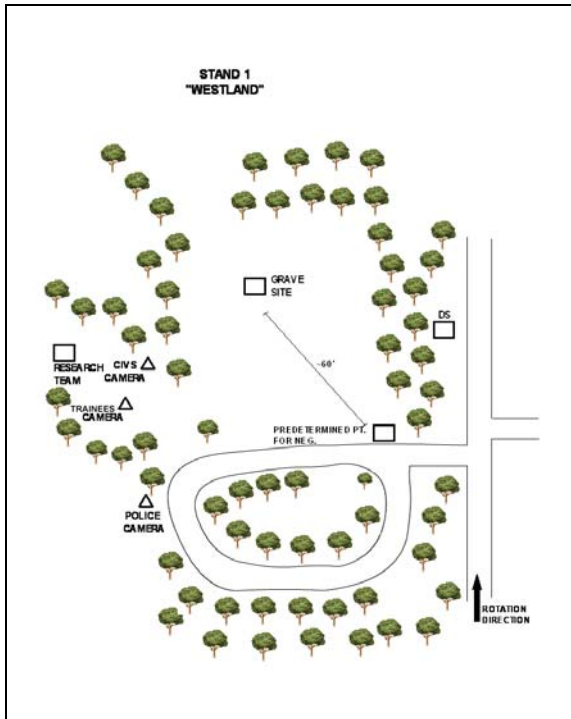 STAND 1
"WESTLAND"
GRAVE
SITE
DS
~60'
RESEARCH
TEAM
CIVS
CAMERA
TRAINEES
CAMERA
PREDETERMINED PT.
FOR NEG.
POLICE
CAMERA
ROTATION
DIRECTION